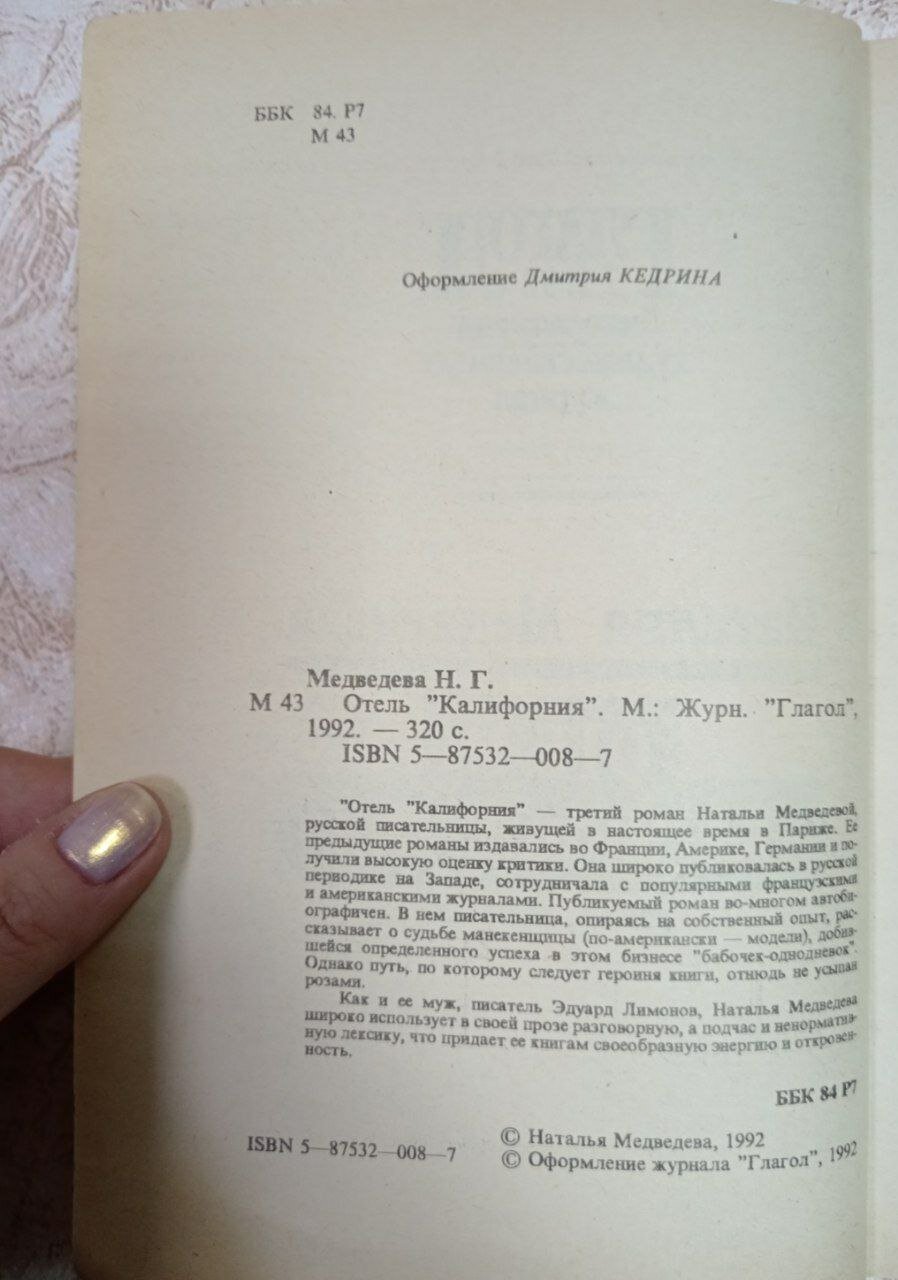 ББК 84. Р7
М 43
Оформление Дмитрия КЕДРИНА
Медведева Н. Г.
М 43 Отель "Калифорния". М.: Журн. "Глагол",
1992. — 320 с.
ISBN 5—87532—008—7
"Отель "Калифорния" — третий роман Натальи Медведевой,
русской писательницы, живущей в настоящее время в Париже. Ее
предыдущие романы издавались во Франции, Америке, Германии и по-
лучили высокую оценку критики. Она широко публиковалась в русской
периодике на Западе, сотрудничала с популярными французскими
и американскими журналами. Публикуемый роман во-многом автоби-
ографичен. В нем писательница, опираясь на собственный опыт, рас-
сказывает о судьбе манекенщицы (по-американски — модели), добив-
шейся определенного успеха в этом бизнесе "бабочек-однодневок".
Однако путь, по которому следует героиня книги, отнюдь не усыпан
розами.
Как и ее муж, писатель Эдуард Лимонов, Наталья Медведева
широко использует в своей прозе разговорную, а подчас и ненорматив-
ную лексику, что придает ее книгам своеобразную энергию и откровен-
ность.
ББК 84 Р7
ISBN 5—87532—008—7
© Наталья Медведева, 1992
© Оформление журнала "Глагол", 1992